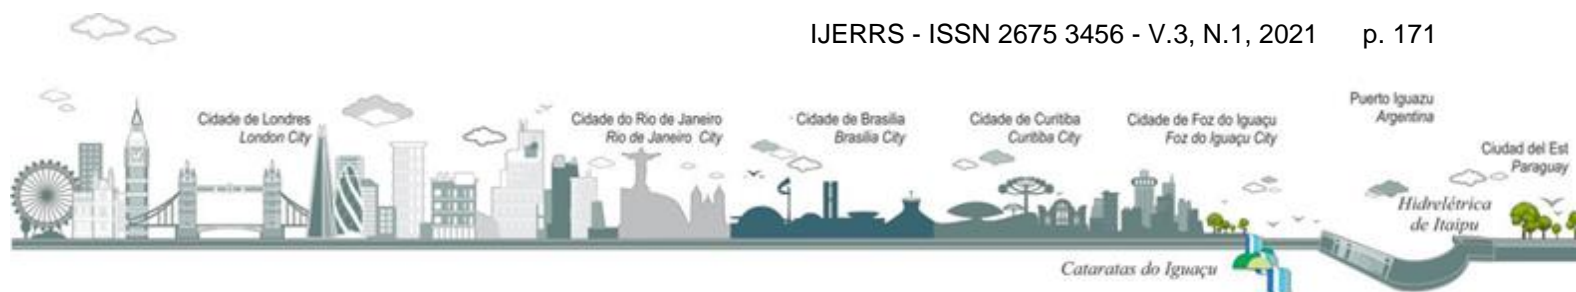 IJERRS - ISSN 2675 3456 - V.3, N.1, 2021 p. 171
Cidade de Londres
London City
Cidade do Rio de Janeiro
Rio de Janeiro City
Cidade de Brasilia
Brasilia City
Cidade de Curitiba
Curitiba City
Cidade de Foz do Iguaçu
Foz do Iguaçu City
Puerto Iguazu
Argentina
Ciudad del Est
Paraguay
Hidrelétrica
de Itaipu
Cataratas do Iguaçu